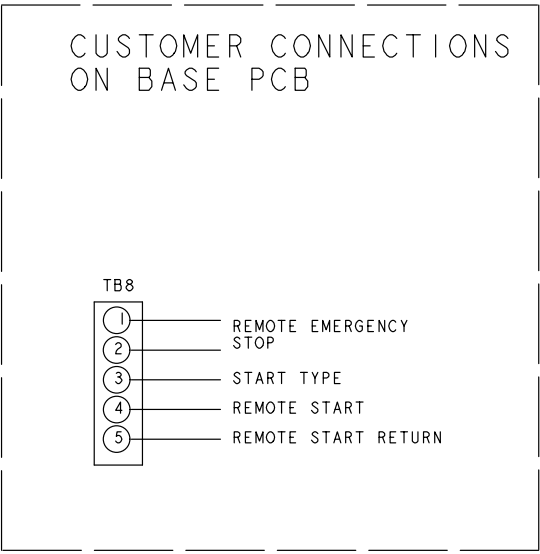 CUSTOMER CONNECTIONS
ON BASE PCB
TB8
1
REMOTE EMERGENCY
STOP
2
3
START TYPE
4
REMOTE START
5
REMOTE START RETURN